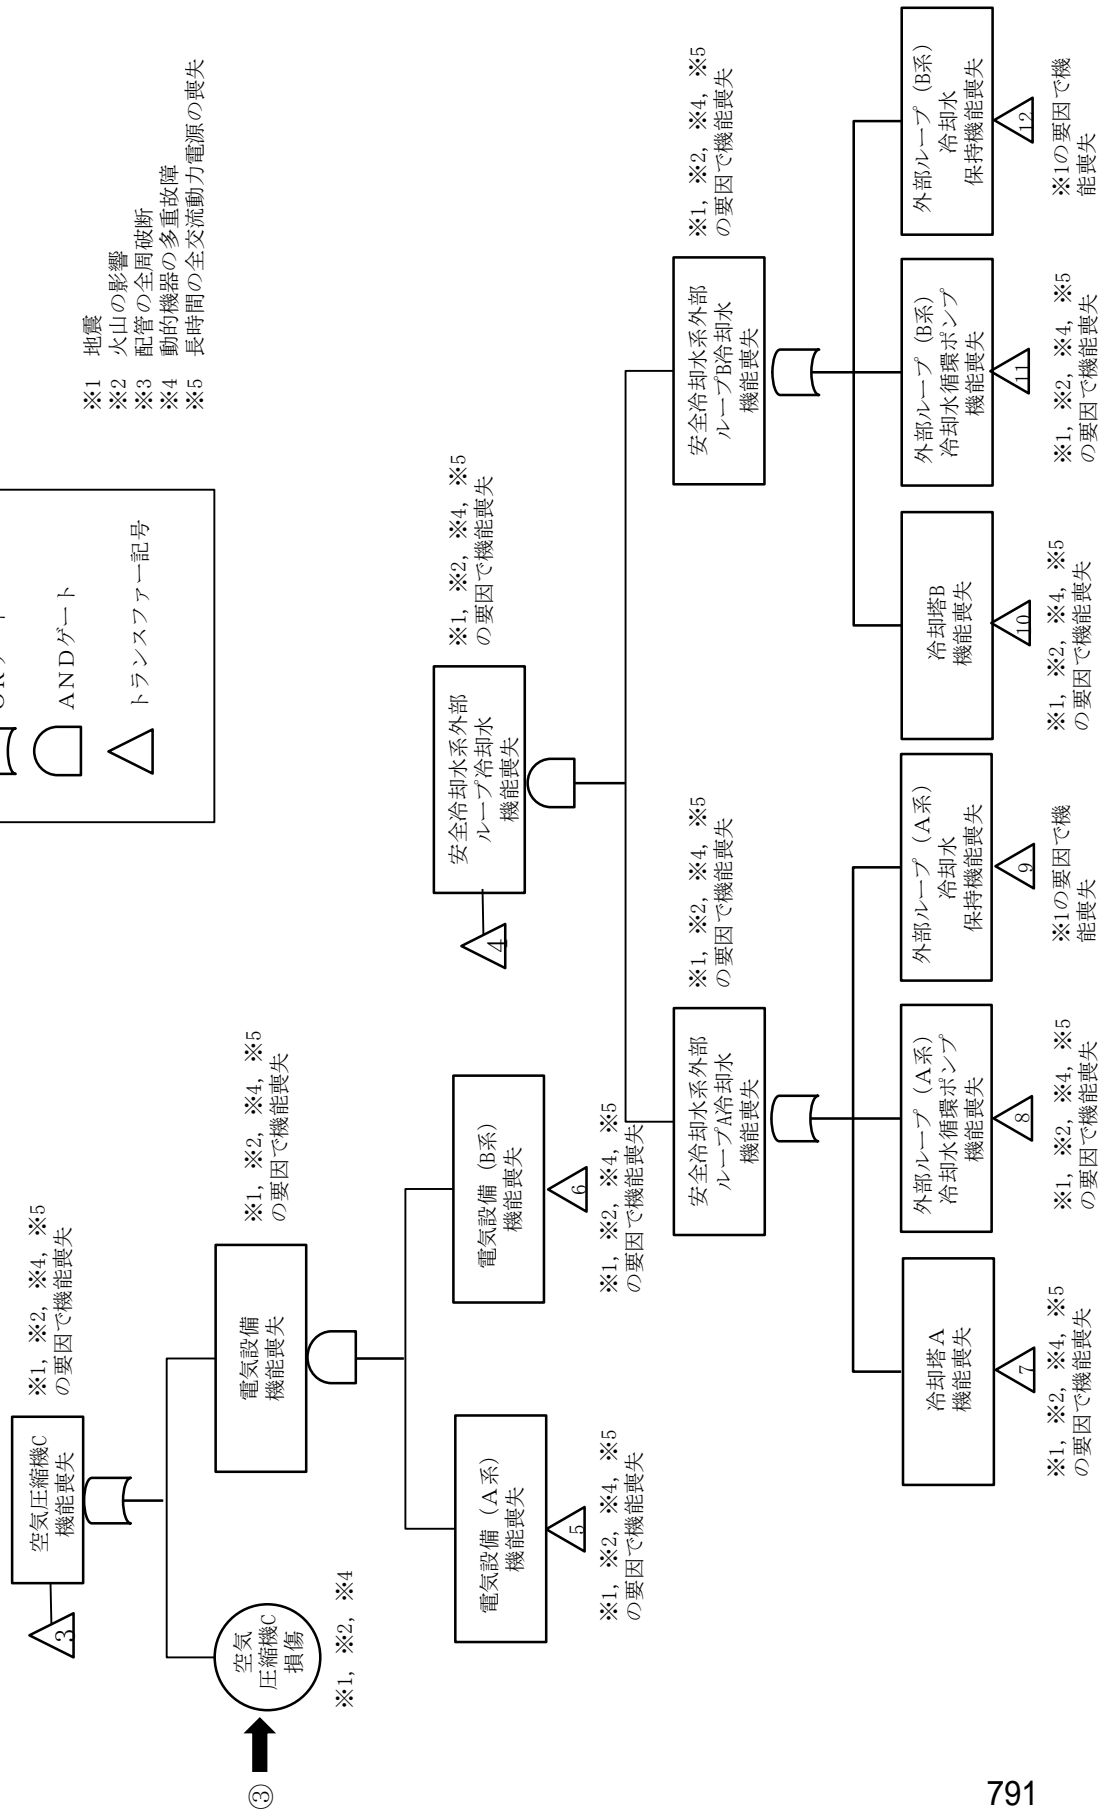 ANDゲート
トランスファー記号
※1 地震
※2 火山の影響
※3 配管の全周破断
※4 動的機器の多重故障
※5 長時間の全交流動力電源の喪失
3
空気圧縮機C
機能喪失
※1, ※2, ※4, ※5
の要因で機能喪失
③
空気
圧縮機C
損傷
※1, ※2, ※4
電気設備
機能喪失
※1, ※2, ※4, ※5
の要因で機能喪失
電気設備（A系）
機能喪失
5
※1, ※2, ※4, ※5
の要因で機能喪失
電気設備（B系）
機能喪失
6
※1, ※2, ※4, ※5
の要因で機能喪失
4
安全冷却水系外部
ループ冷却水
機能喪失
※1, ※2, ※4, ※5
の要因で機能喪失
安全冷却水系外部
ループA冷却水
機能喪失
※1, ※2, ※4, ※5
の要因で機能喪失
安全冷却水系外部
ループB冷却水
機能喪失
※1, ※2, ※4, ※5
の要因で機能喪失
冷却塔A
機能喪失
7
※1, ※2, ※4, ※5
の要因で機能喪失
外部ループ（A系）
冷却水循環ポンプ
機能喪失
8
※1, ※2, ※4, ※5
の要因で機能喪失
外部ループ（A系）
冷却水
保持機能喪失
9
※1の要因で機
能喪失
冷却塔B
機能喪失
10
※1, ※2, ※4, ※5
の要因で機能喪失
外部ループ（B系）
冷却水循環ポンプ
機能喪失
11
※1, ※2, ※4, ※5
の要因で機能喪失
外部ループ（B系）
冷却水
保持機能喪失
12
※1の要因で機
能喪失
791